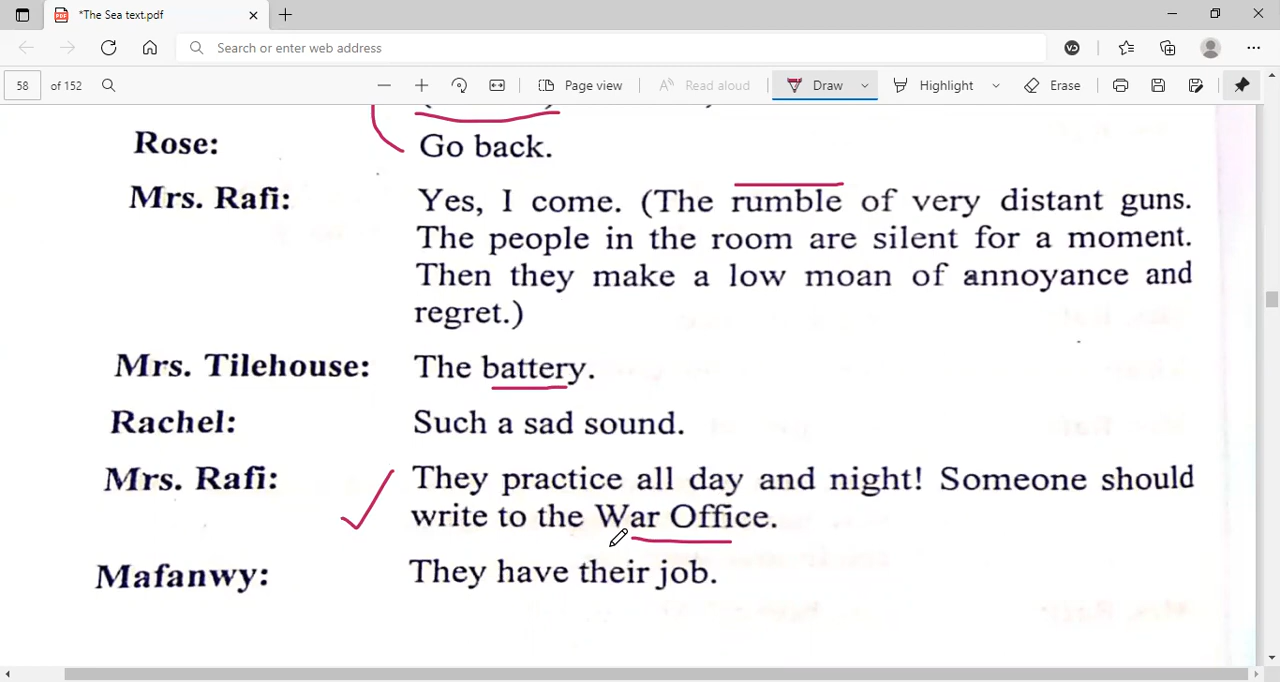 *The Sea text.pdf
Search or enter web address
58 of 152 Page view Read aloud Draw Highlight Erase
Rose: Go back.
Mrs. Rafi: Yes, I come. (The rumble of very distant guns.
The people in the room are silent for a moment.
Then they make a low moan of annoyance and
regret.)
Mrs. Tilehouse: The battery.
Rachel: Such a sad sound.
Mrs. Rafi: They practice all day and night! Someone should
write to the War Office.
Mafanwy: They have their job.